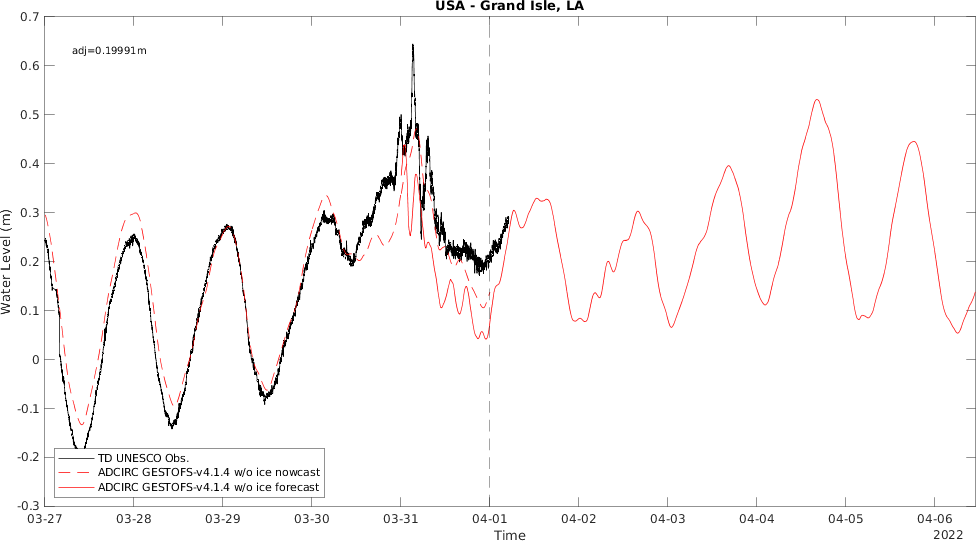 USA - Grand Isle, LA
adj=0.19991m
0.7
0.6
0.5
0.4
0.3
0.2
0.1
0
-0.1
-0.2
-0.3
Water Level (m)
TD UNESCO Obs.
ADCIRC GESTOFS-v4.1.4 w/o ice nowcast
ADCIRC GESTOFS-v4.1.4 w/o ice forecast
03-27 03-28 03-29 03-30 03-31 04-01 04-02 04-03 04-04 04-05 04-06
Time
2022